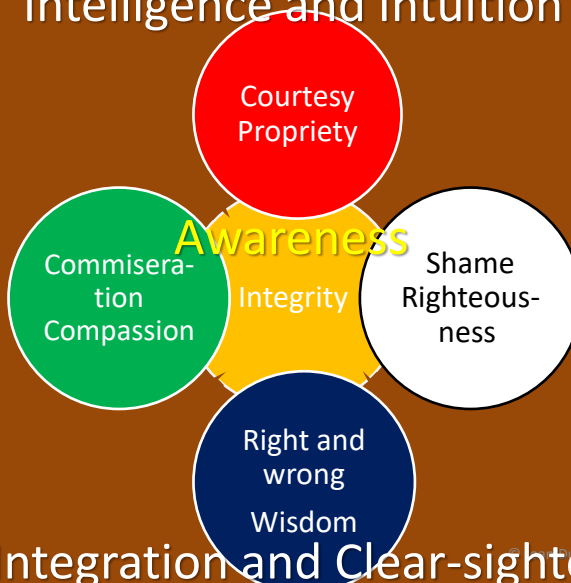 Intelligence and Intuition
Courtesy
Propriety
Awareness
Commisera-
tion
Compassion
Integrity
Shame
Righteous-
ness
Right and
wrong
Wisdom
Integration and Clear-sighte